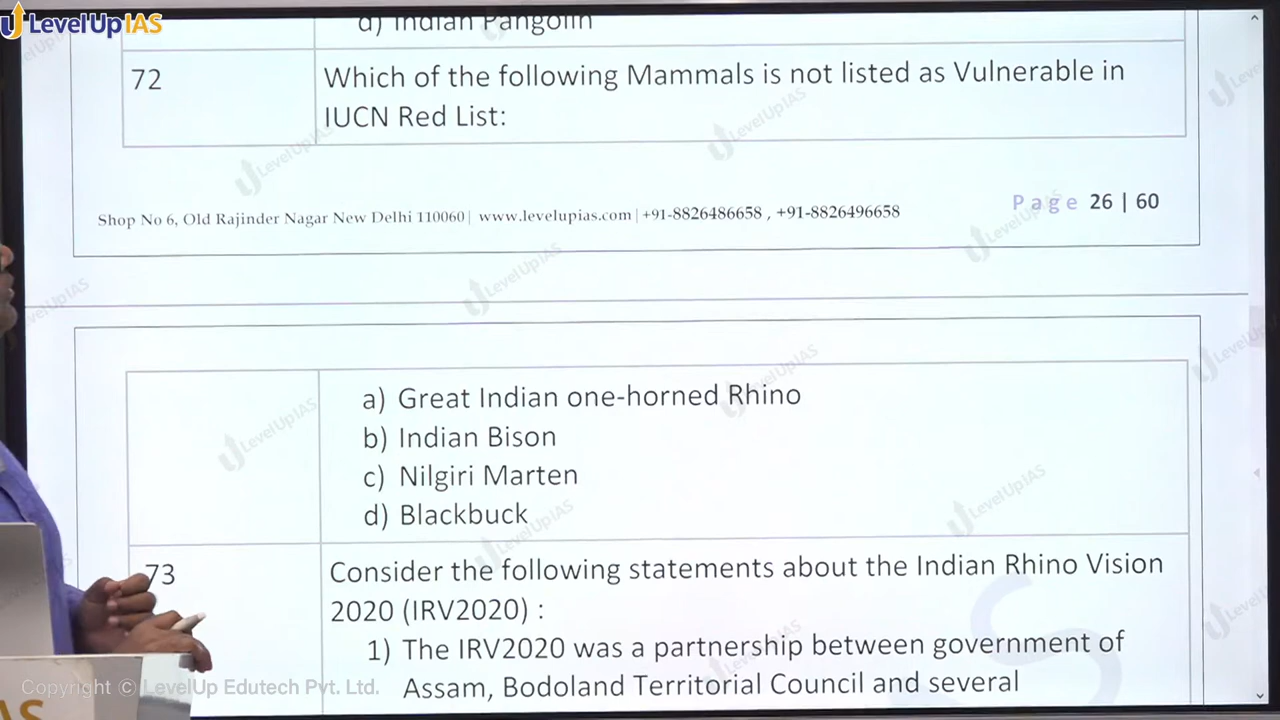 LevelUpIAS
d) Indian Pangolin
72
Which of the following Mammals is not listed as Vulnerable in
IUCN Red List:
Shop No 6, Old Rajinder Nagar New Delhi 110060| www.levelupias.com | +91-8826486658 , +91-8826496658
Page 26 | 60
a) Great Indian one-horned Rhino
b) Indian Bison
c) Nilgiri Marten
d) Blackbuck
73
Consider the following statements about the Indian Rhino Vision
2020 (IRV2020) :
1) The IRV2020 was a partnership between government of
Assam, Bodoland Territorial Council and several
Copyright © LevelUp Edutech Pvt. Ltd.
AS